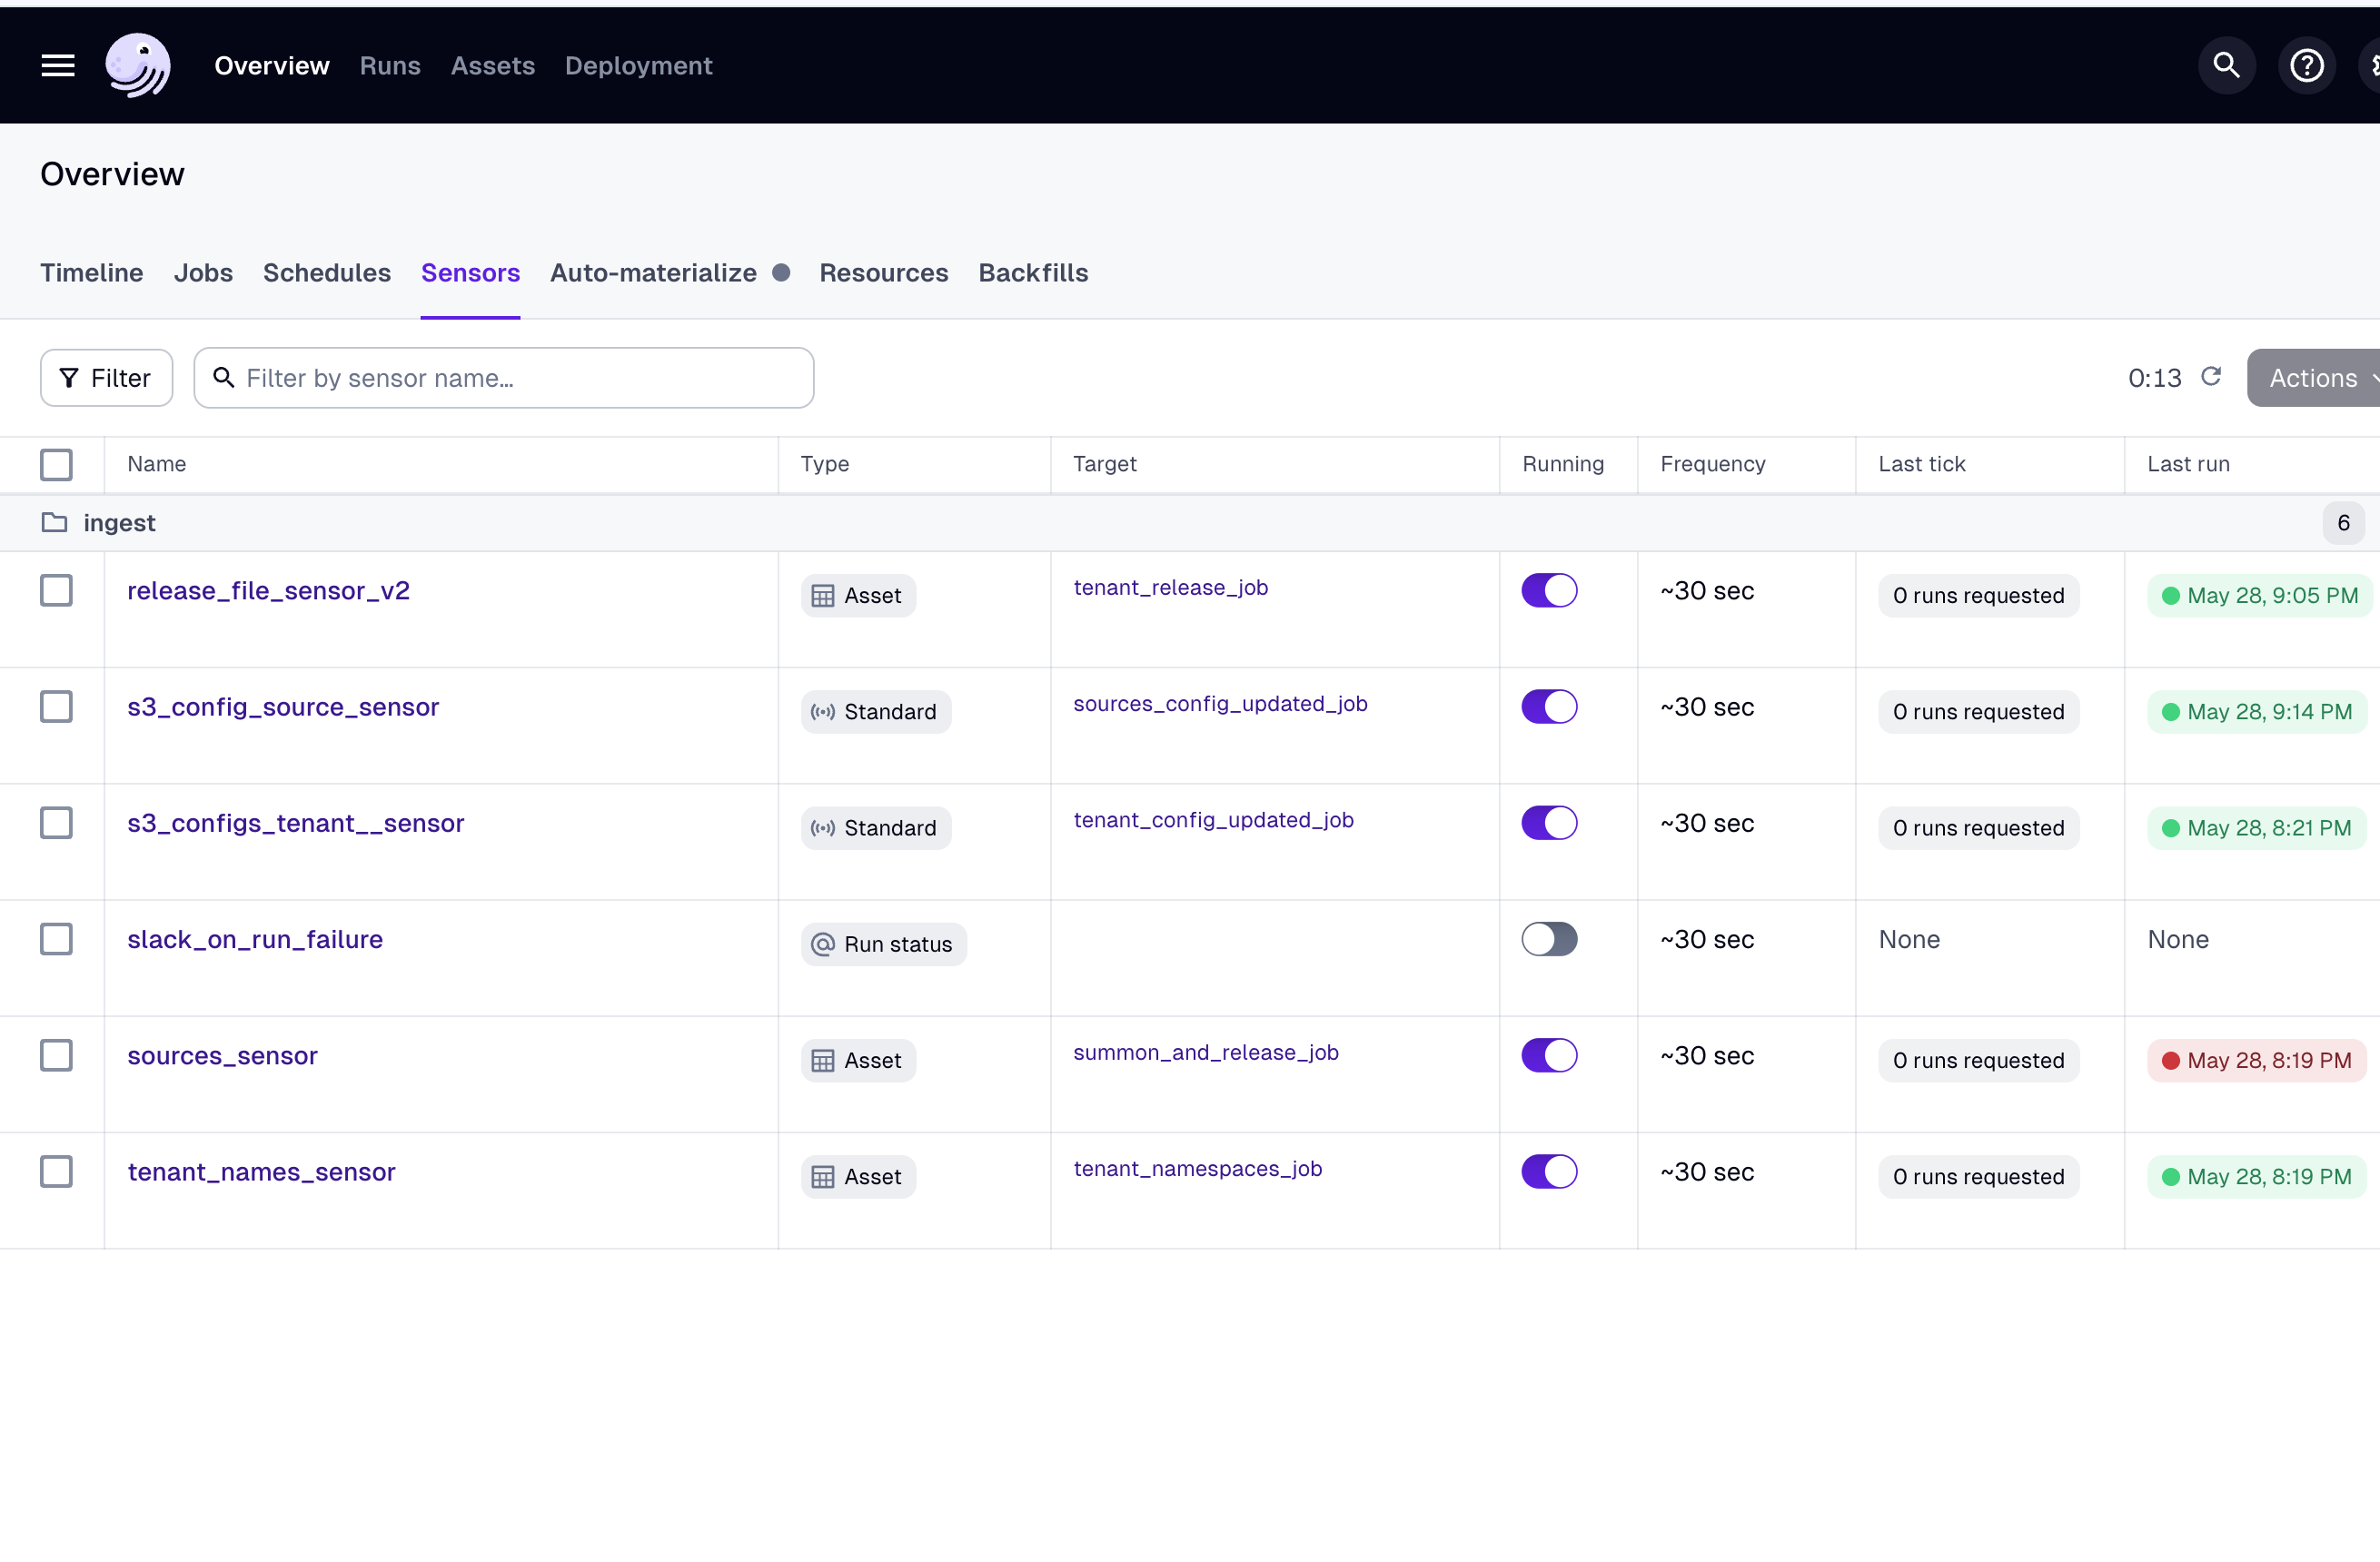 Overview Runs Assets Deployment
Overview
Timeline Jobs Schedules Sensors Auto-materialize Resources Backfills
Filter Filter by sensor name… 0:13 Actions
Name Type Target Running Frequency Last tick Last run
ingest 6
release_file_sensor_v2 Asset tenant_release_job ~30 sec 0 runs requested May 28, 9:05 PM
s3_config_source_sensor Standard sources_config_updated_job ~30 sec 0 runs requested May 28, 9:14 PM
s3_configs_tenant__sensor Standard tenant_config_updated_job ~30 sec 0 runs requested May 28, 8:21 PM
slack_on_run_failure Run status ~30 sec None None
sources_sensor Asset summon_and_release_job ~30 sec 0 runs requested May 28, 8:19 PM
tenant_names_sensor Asset tenant_namespaces_job ~30 sec 0 runs requested May 28, 8:19 PM